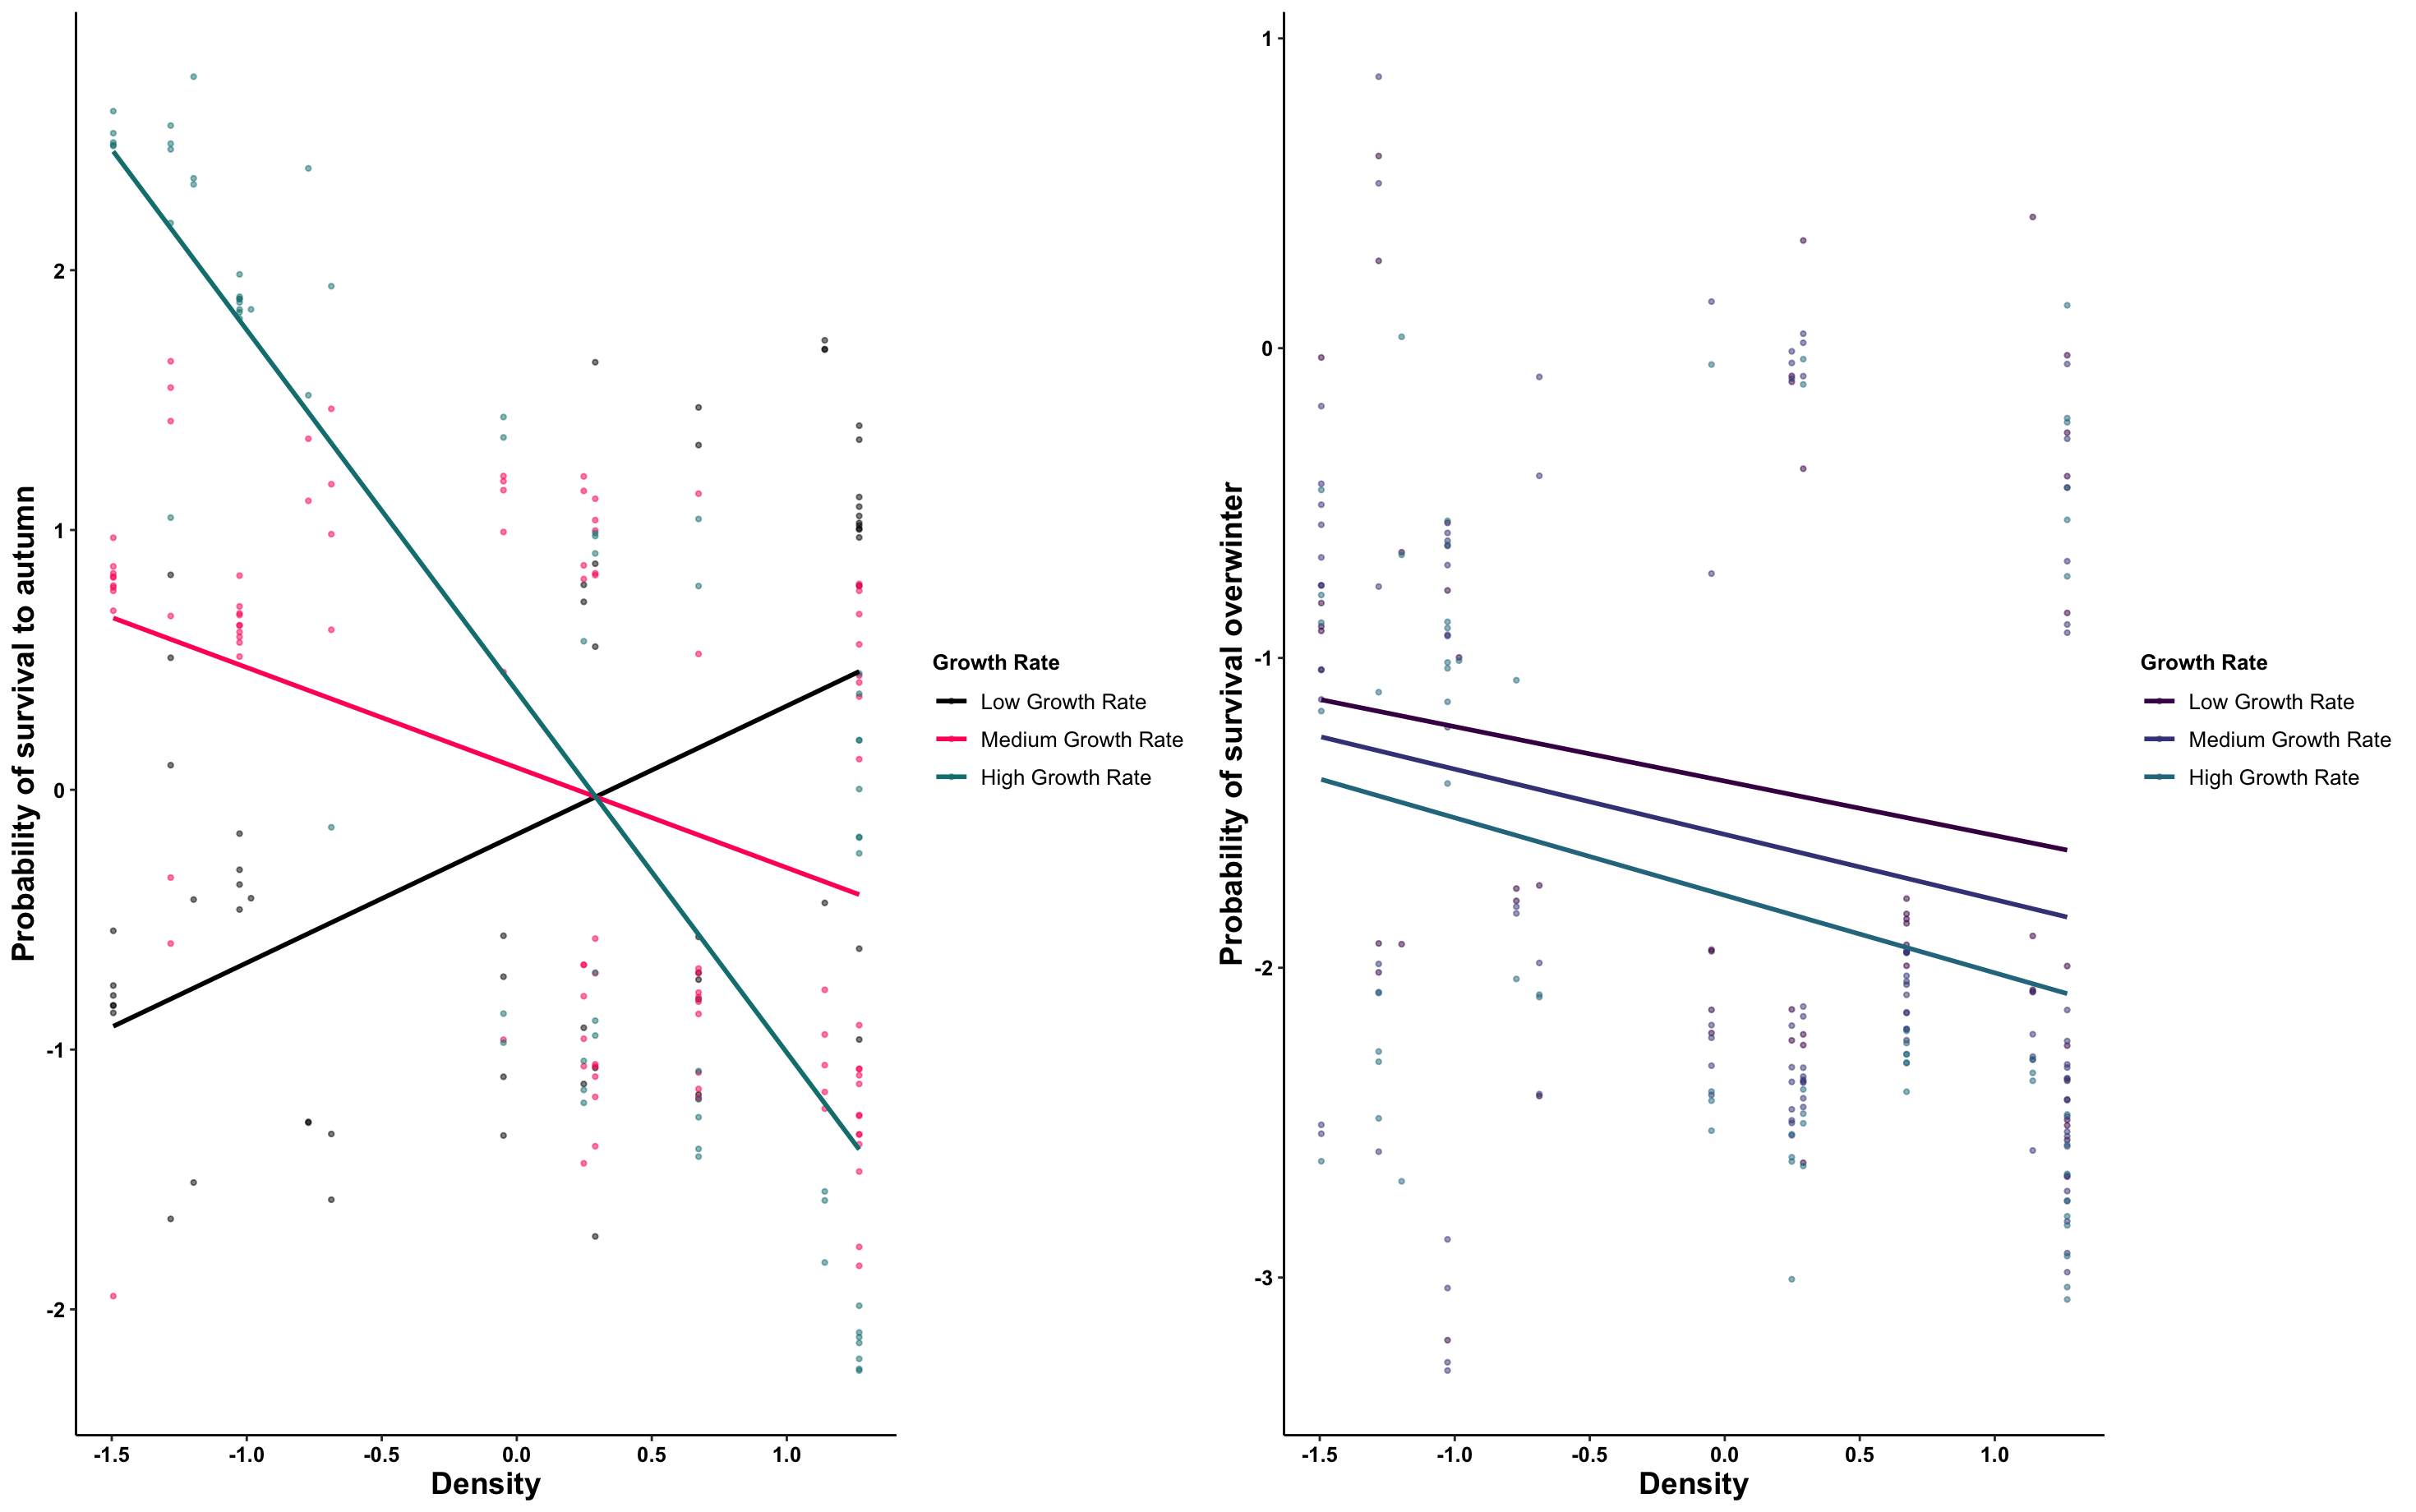 Probability of survival to autumn
2
1
0
-1
-2
-1.5 -1.0 -0.5 0.0 0.5 1.0
Density
Growth Rate
Low Growth Rate
Medium Growth Rate
High Growth Rate
Probability of survival overwinter
1
0
-1
-2
-3
-1.5 -1.0 -0.5 0.0 0.5 1.0
Density
Growth Rate
Low Growth Rate
Medium Growth Rate
High Growth Rate